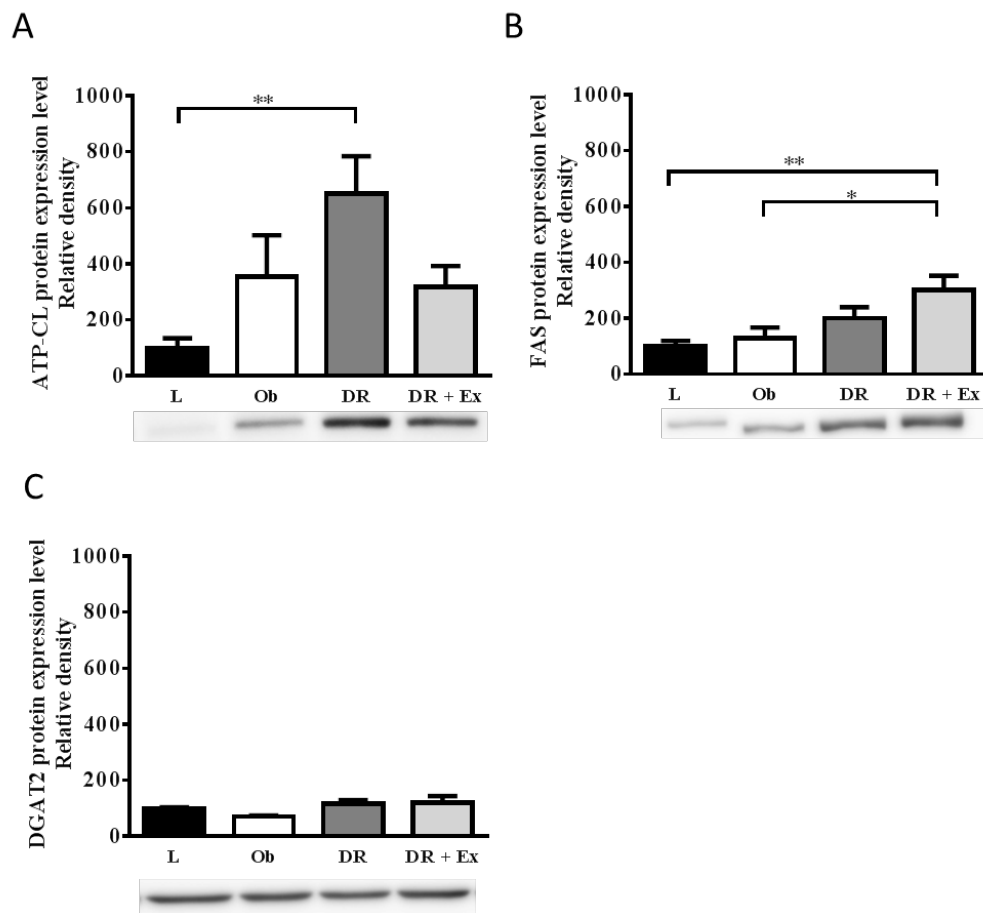 A
ATP-CL protein expression level
Relative density
1000
800
600
400
200
0
**
L Ob DR DR + Ex
B
FAS protein expression level
Relative density
1000
800
600
400
200
0
**
*
L Ob DR DR + Ex
C
DGAT2 protein expression level
Relative density
1000
800
600
400
200
0
L Ob DR DR + Ex